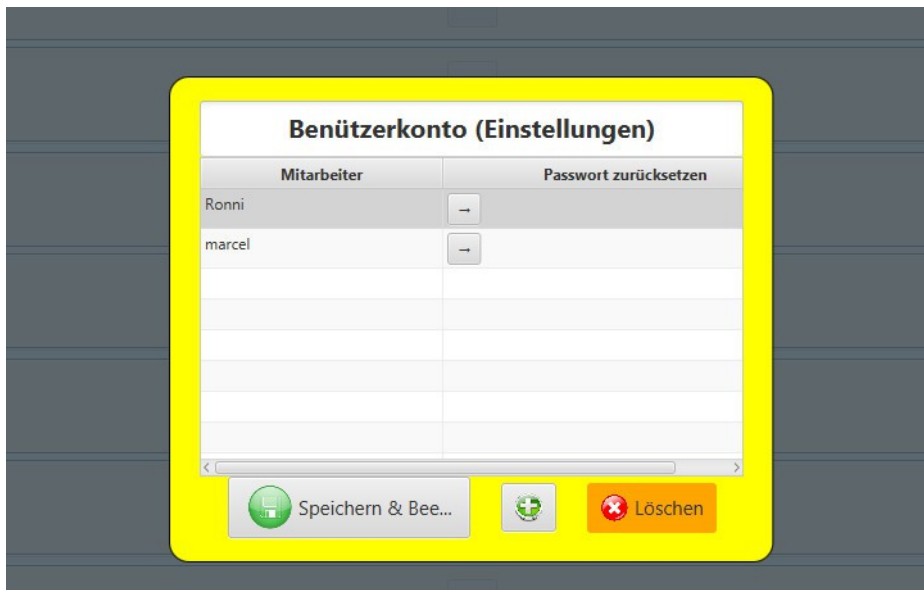 Benützerkonto (Einstellungen)
Mitarbeiter Passwort zurücksetzen
Ronni →
marcel →
Speichern & Bee... Löschen